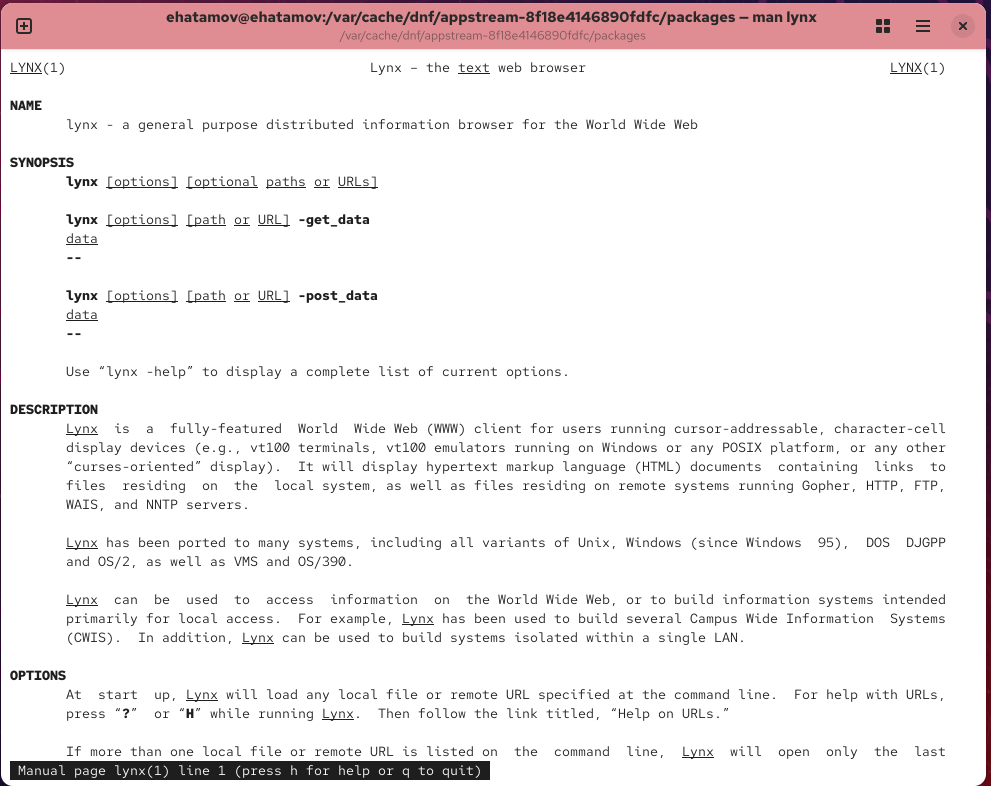 ehatamov@ehatamov:/var/cache/dnf/appstream-8f18e4146890fdfc/packages — man lynx
/var/cache/dnf/appstream-8f18e4146890fdfc/packages
LYNX(1) Lynx - the text web browser LYNX(1)
NAME
lynx - a general purpose distributed information browser for the World Wide Web
SYNOPSIS
lynx [options] [optional paths or URLs]
lynx [options] [path or URL] -get_data
data
--
lynx [options] [path or URL] -post_data
data
--
Use “lynx -help” to display a complete list of current options.
DESCRIPTION
Lynx is a fully-featured World Wide Web (WWW) client for users running cursor-addressable, character-cell
display devices (e.g., vt100 terminals, vt100 emulators running on Windows or any POSIX platform, or any other
“curses-oriented” display). It will display hypertext markup language (HTML) documents containing links to
files residing on the local system, as well as files residing on remote systems running Gopher, HTTP, FTP,
WAIS, and NNTP servers.
Lynx has been ported to many systems, including all variants of Unix, Windows (since Windows 95), DOS DJGPP
and OS/2, as well as VMS and OS/390.
Lynx can be used to access information on the World Wide Web, or to build information systems intended
primarily for local access. For example, Lynx has been used to build several Campus Wide Information Systems
(CWIS). In addition, Lynx can be used to build systems isolated within a single LAN.
OPTIONS
At start up, Lynx will load any local file or remote URL specified at the command line. For help with URLs,
press “?” or “H” while running Lynx. Then follow the link titled, “Help on URLs.”
If more than one local file or remote URL is listed on the command line, Lynx will open only the last
Manual page lynx(1) line 1 (press h for help or q to quit)